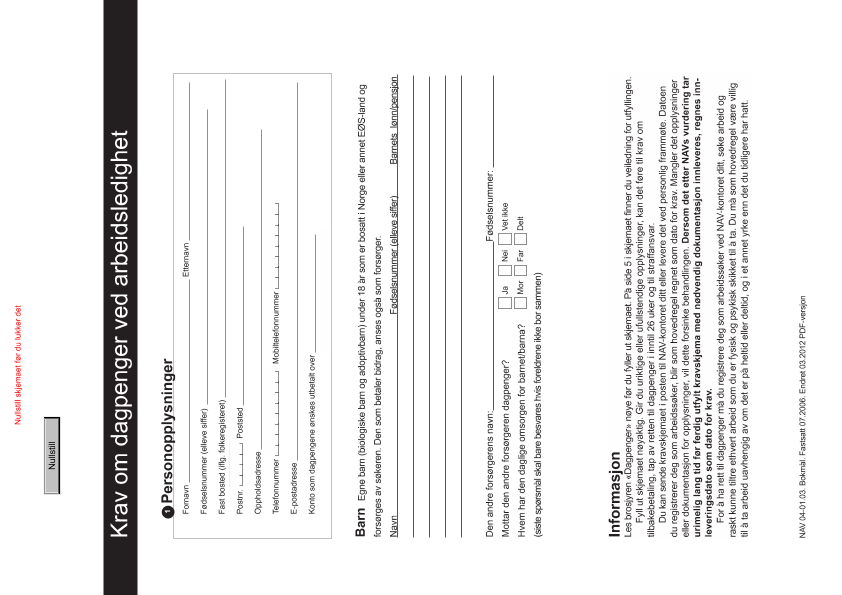 Nullstill skjemaet før du lukker det
Nullstill
Krav om dagpenger ved arbeidsledighet
1 Personopplysninger
Fornavn Etternavn
Fødselsnummer (elleve siffer)
Fast bosted (iflg. folkeregisteret)
Postnr. Poststed
Oppholdsadresse
Telefonnummer Mobiltelefonnummer
E-postadresse
Konto som dagpengene ønskes utbetalt over
Barn Egne barn (biologiske barn og adoptivbarn) under 18 år som er bosatt i Norge eller annet EØS-land og
forsørges av søkeren. Den som betaler bidrag, anses også som forsørger.
Navn Fødselsnummer (elleve siffer) Barnets lønn/pensjon
Den andre forsørgerens navn: Fødselsnummer:
Mottar den andre forsørgeren dagpenger? Ja Nei Vet ikke
Hvem har den daglige omsorgen for barnet/barna? Mor Far Delt
(siste spørsmål skal bare besvares hvis foreldrene ikke bor sammen)
Informasjon
Les brosjyren «Dagpenger» nøye før du fyller ut skjemaet. På side 5 i skjemaet finner du veiledning for utfyllingen.
Fyll ut skjemaet nøyaktig. Gir du uriktige eller ufullstendige opplysninger, kan det føre til krav om
tilbakebetaling, tap av retten til dagpenger i inntil 26 uker og til straffansvar.
Du kan sende kravskjemaet i posten til NAV-kontoret ditt eller levere det ved personlig frammøte. Datoen
du registrerer deg som arbeidssøker, blir som hovedregel regnet som dato for krav. Mangler det opplysninger
eller dokumentasjon for opplysninger, vil dette forsinke behandlingen. Dersom det etter NAVs vurdering tar
urimelig lang tid før ferdig utfylt kravskjema med nødvendig dokumentasjon innleveres, regnes inn-
leveringsdato som dato for krav.
For å ha rett til dagpenger må du registrere deg som arbeidssøker ved NAV-kontoret ditt, søke arbeid og
raskt kunne tiltre ethvert arbeid som du er fysisk og psykisk skikket til å ta. Du må som hovedregel være villig
til å ta arbeid uavhengig av om det er på heltid eller deltid, og i et annet yrke enn det du tidligere har hatt.
NAV 04-01.03. Bokmål. Fastsatt 07.2006. Endret 03.2012 PDF-versjon